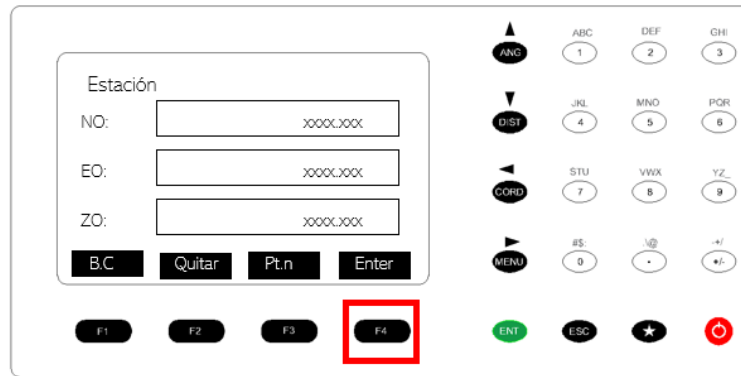 Estación
NO: xxxx.xxx
EO: xxxx.xxx
ZO: xxxx.xxx
B.C Quitar Pt.n Enter
F1 F2 F3 F4
ABC DEF GHI
ANG 1 2 3
JKL MNO PQR
DIST 4 5 6
STU VWX YZ_
CORD 7 8 9
#$: .\@ -+/
MENU 0 . +/-
ENT ESC